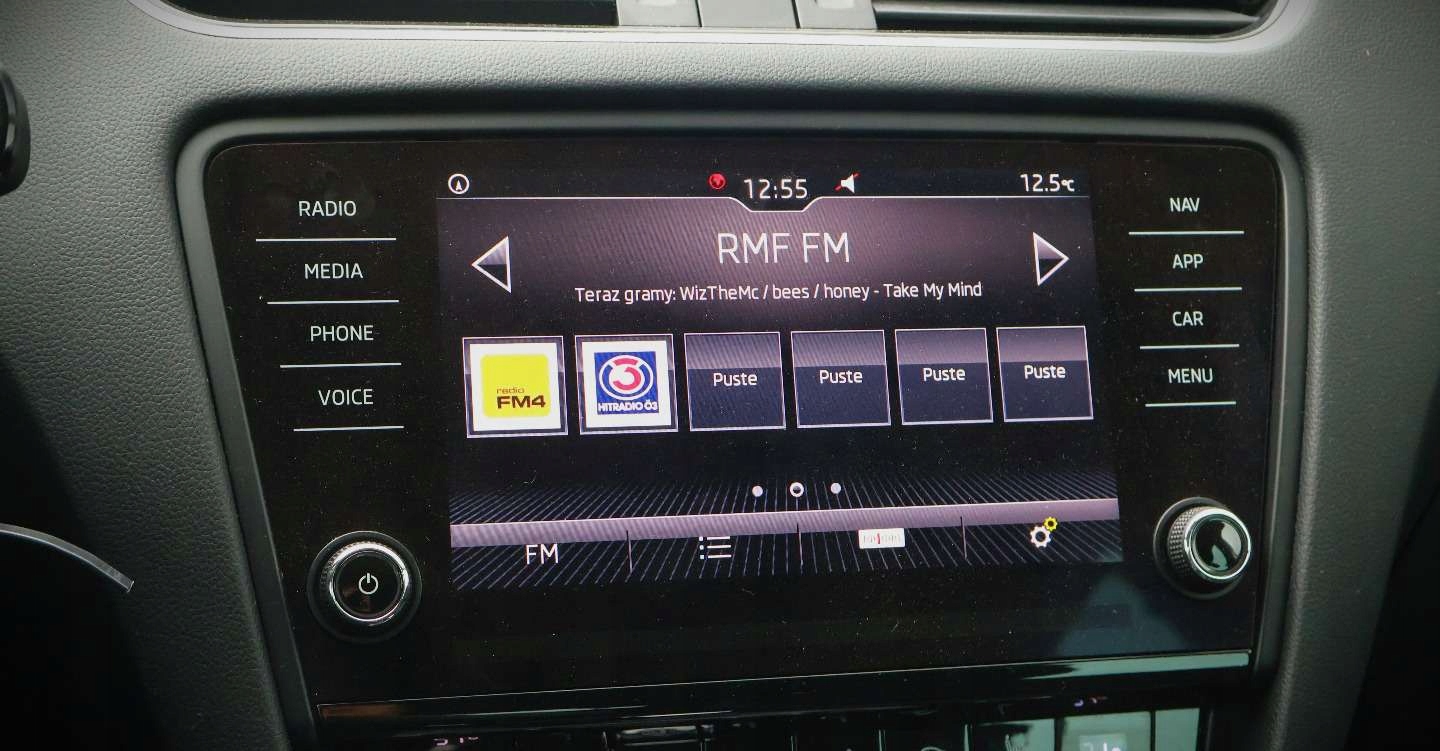 12:55
12.5°C
RADIO
MEDIA
PHONE
VOICE
RMF FM
Teraz gramy: WizTheMc / bees / honey - Take My Mind
radio
FM4
3
HITRADIO Ö3
Puste
Puste
Puste
Puste
FM
NAV
APP
CAR
MENU